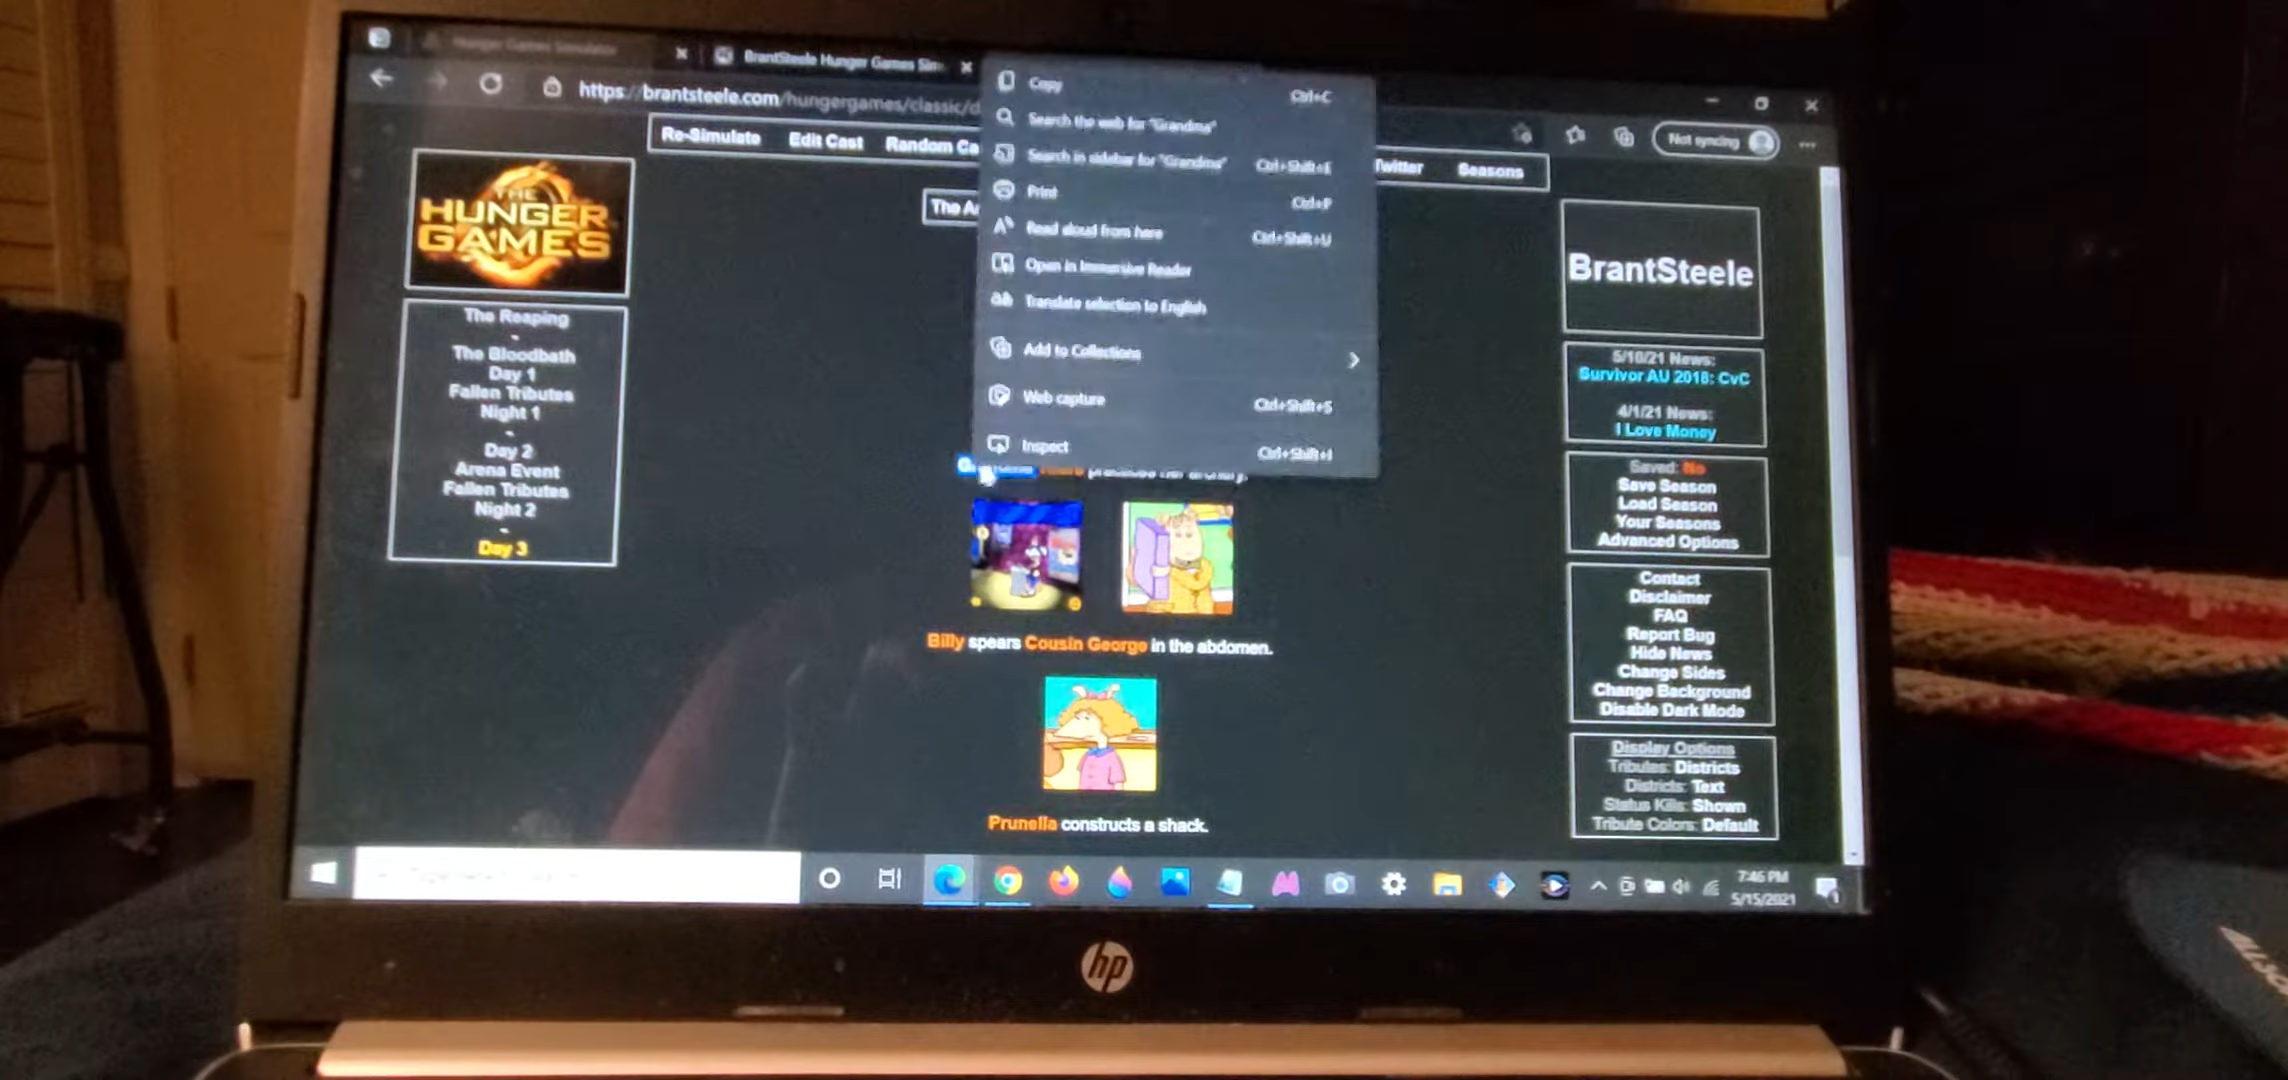 Hunger Games Simulator
BrantSteele Hunger Games Sim
https://brantsteele.com/hungergames/classic/d
Not syncing
Re-Simulate Edit Cast Random Ca
Twitter Seasons
THE
HUNGER
GAMES
The Ar
The Reaping
-
The Bloodbath
Day 1
Fallen Tributes
Night 1
-
Day 2
Arena Event
Fallen Tributes
Night 2
-
Day 3
Copy Ctrl+C
Search the web for "Grandma"
Search in sidebar for "Grandma" Ctrl+Shift+E
Print Ctrl+P
Read aloud from here Ctrl+Shift+U
Open in Immersive Reader
Translate selection to English
Add to Collections
Web capture Ctrl+Shift+S
Inspect Ctrl+Shift+I
Billy spears Cousin George in the abdomen.
Prunella constructs a shack.
BrantSteele
5/10/21 News:
Survivor AU 2018: CvC
4/1/21 News:
I Love Money
Saved: No
Save Season
Load Season
Your Seasons
Advanced Options
Contact
Disclaimer
FAQ
Report Bug
Hide News
Change Sides
Change Background
Disable Dark Mode
Display Options
Tributes: Districts
Districts: Text
Status Kills: Shown
Tribute Colors: Default
7:46 PM
5/15/2021
hp